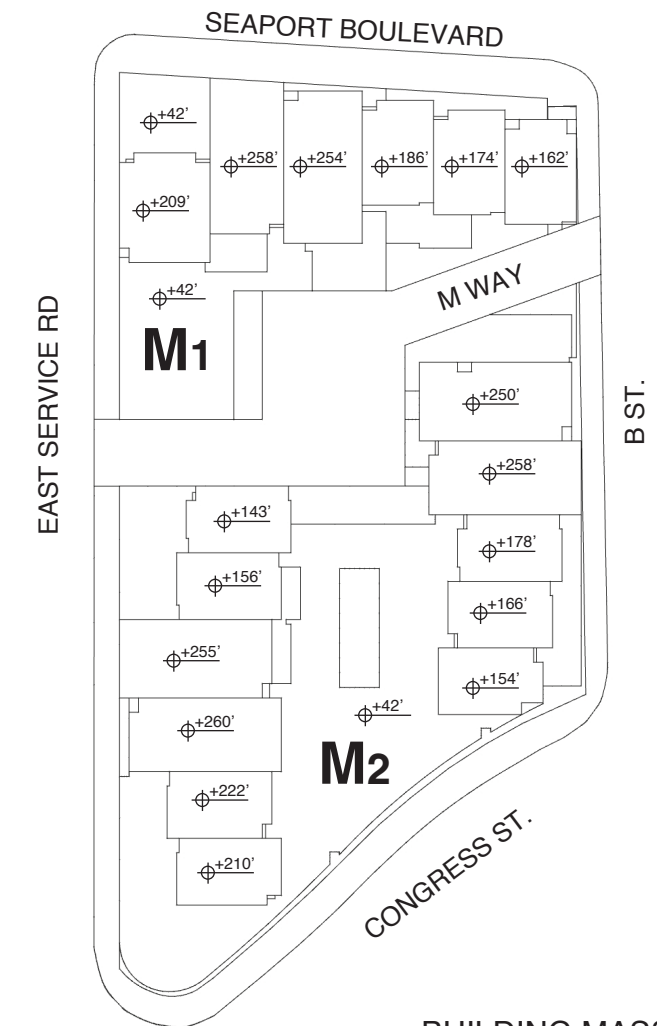 SEAPORT BOULEVARD
+42’
+258’
+254’
+186’
+174’
+162’
+209’
+42’
M1
M WAY
EAST SERVICE RD
B ST.
+250’
+258’
+143’
+178’
+156’
+166’
+255’
+154’
+42’
+260’
M2
+222’
+210’
CONGRESS ST.